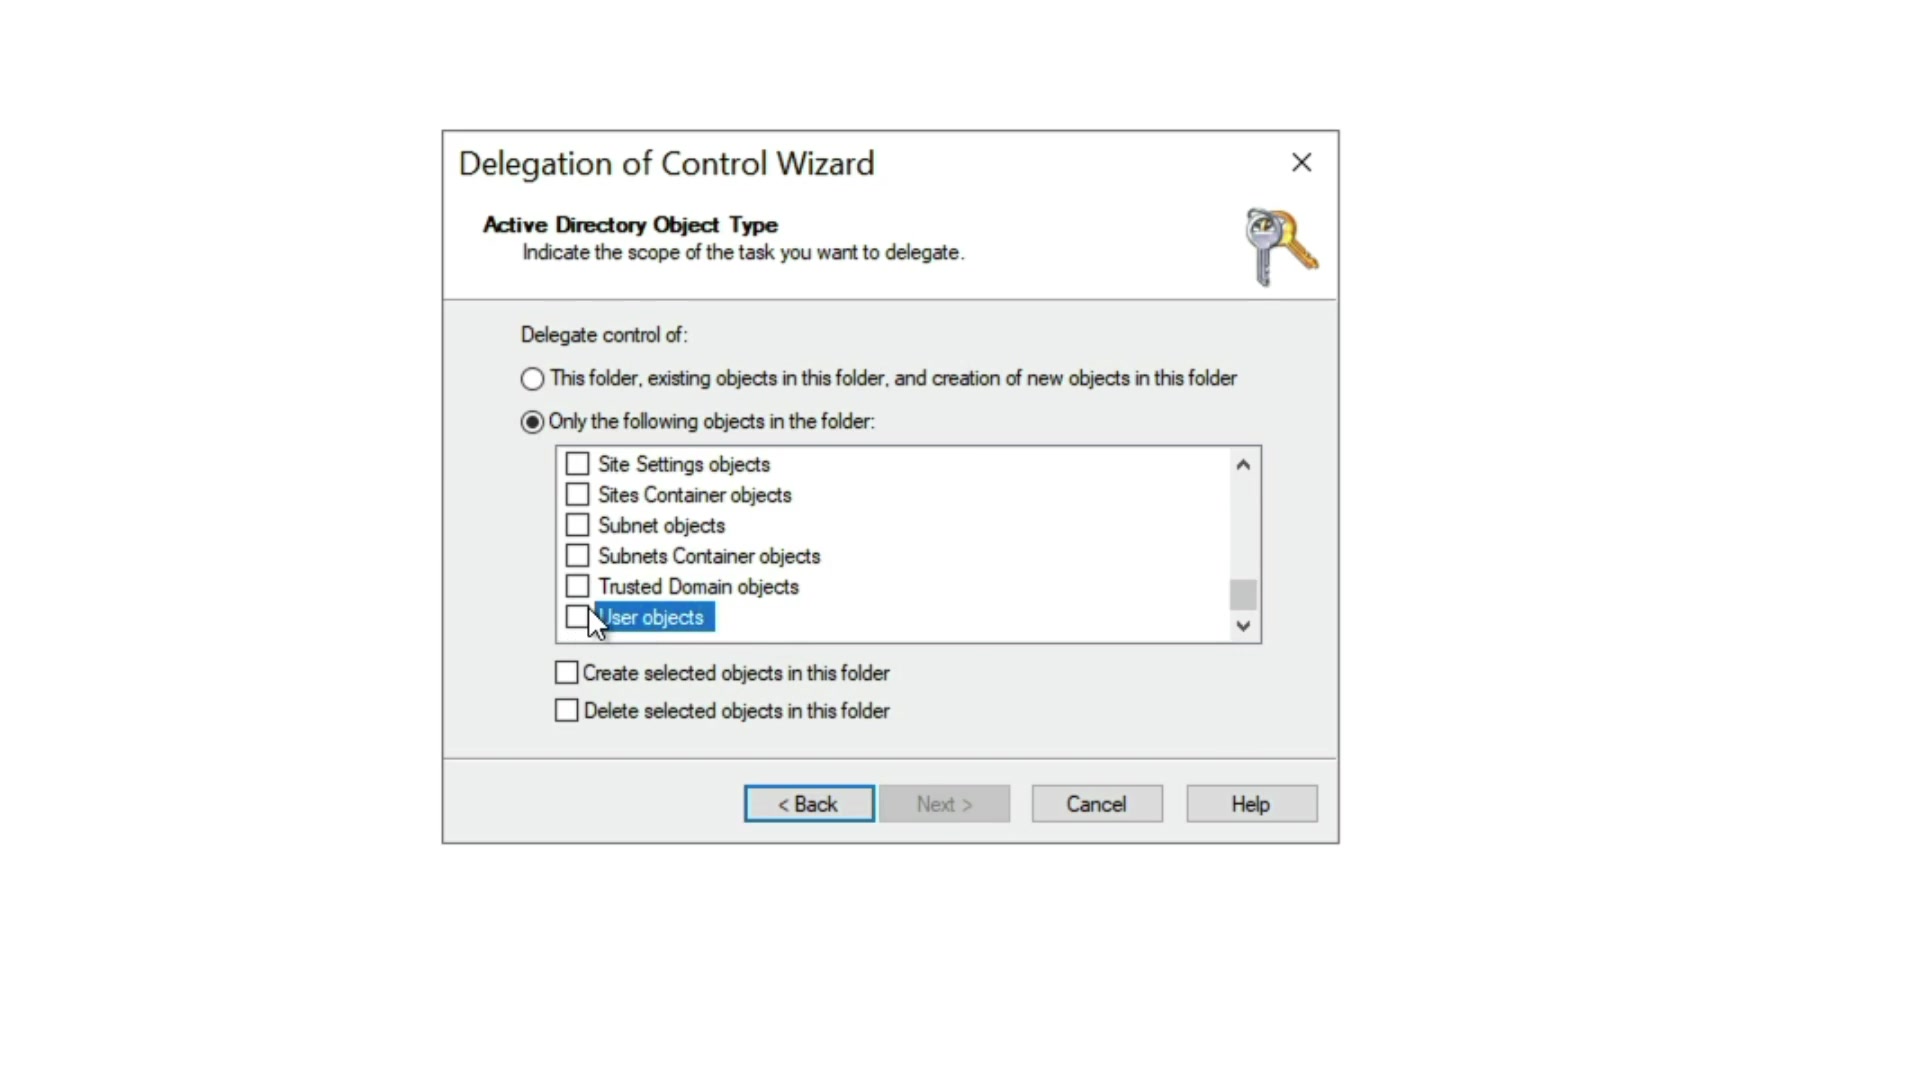 Delegation of Control Wizard
Active Directory Object Type
Indicate the scope of the task you want to delegate.
Delegate control of:
This folder, existing objects in this folder, and creation of new objects in this folder
Only the following objects in the folder:
Site Settings objects
Sites Container objects
Subnet objects
Subnets Container objects
Trusted Domain objects
User objects
Create selected objects in this folder
Delete selected objects in this folder
< Back Next > Cancel Help